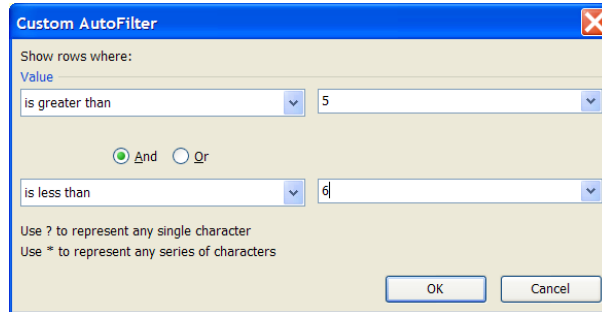 Custom AutoFilter
Show rows where:
Value
is greater than 5
And Or
is less than 6
Use ? to represent any single character
Use * to represent any series of characters
OK Cancel